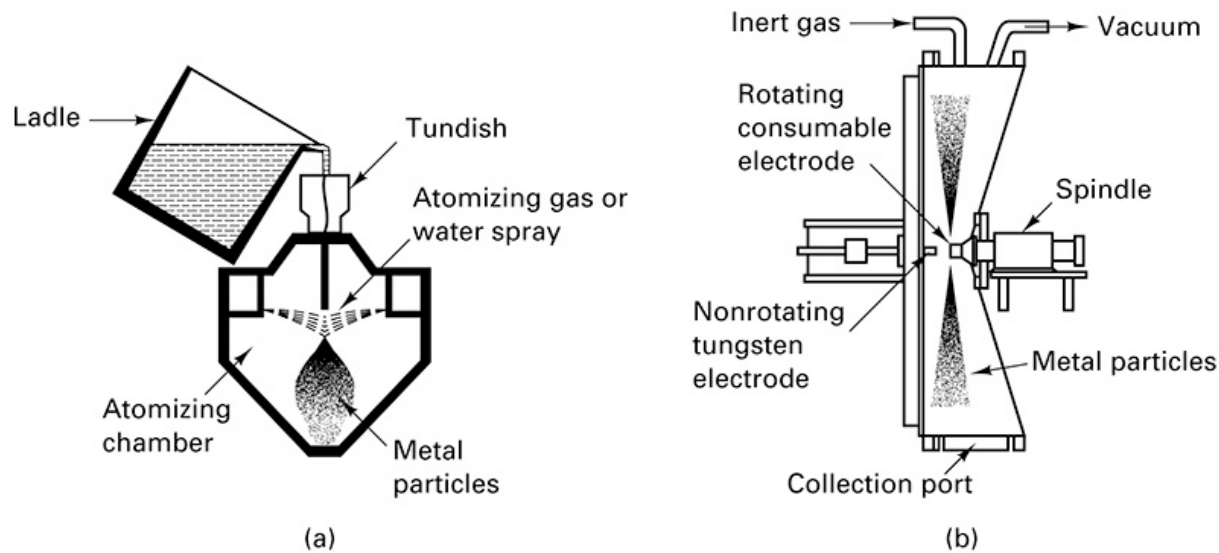 Ladle
Tundish
Atomizing gas or
water spray
Atomizing
chamber
Metal
particles
(a)
Inert gas
Vacuum
Rotating
consumable
electrode
Spindle
Nonrotating
tungsten
electrode
Metal particles
Collection port
(b)